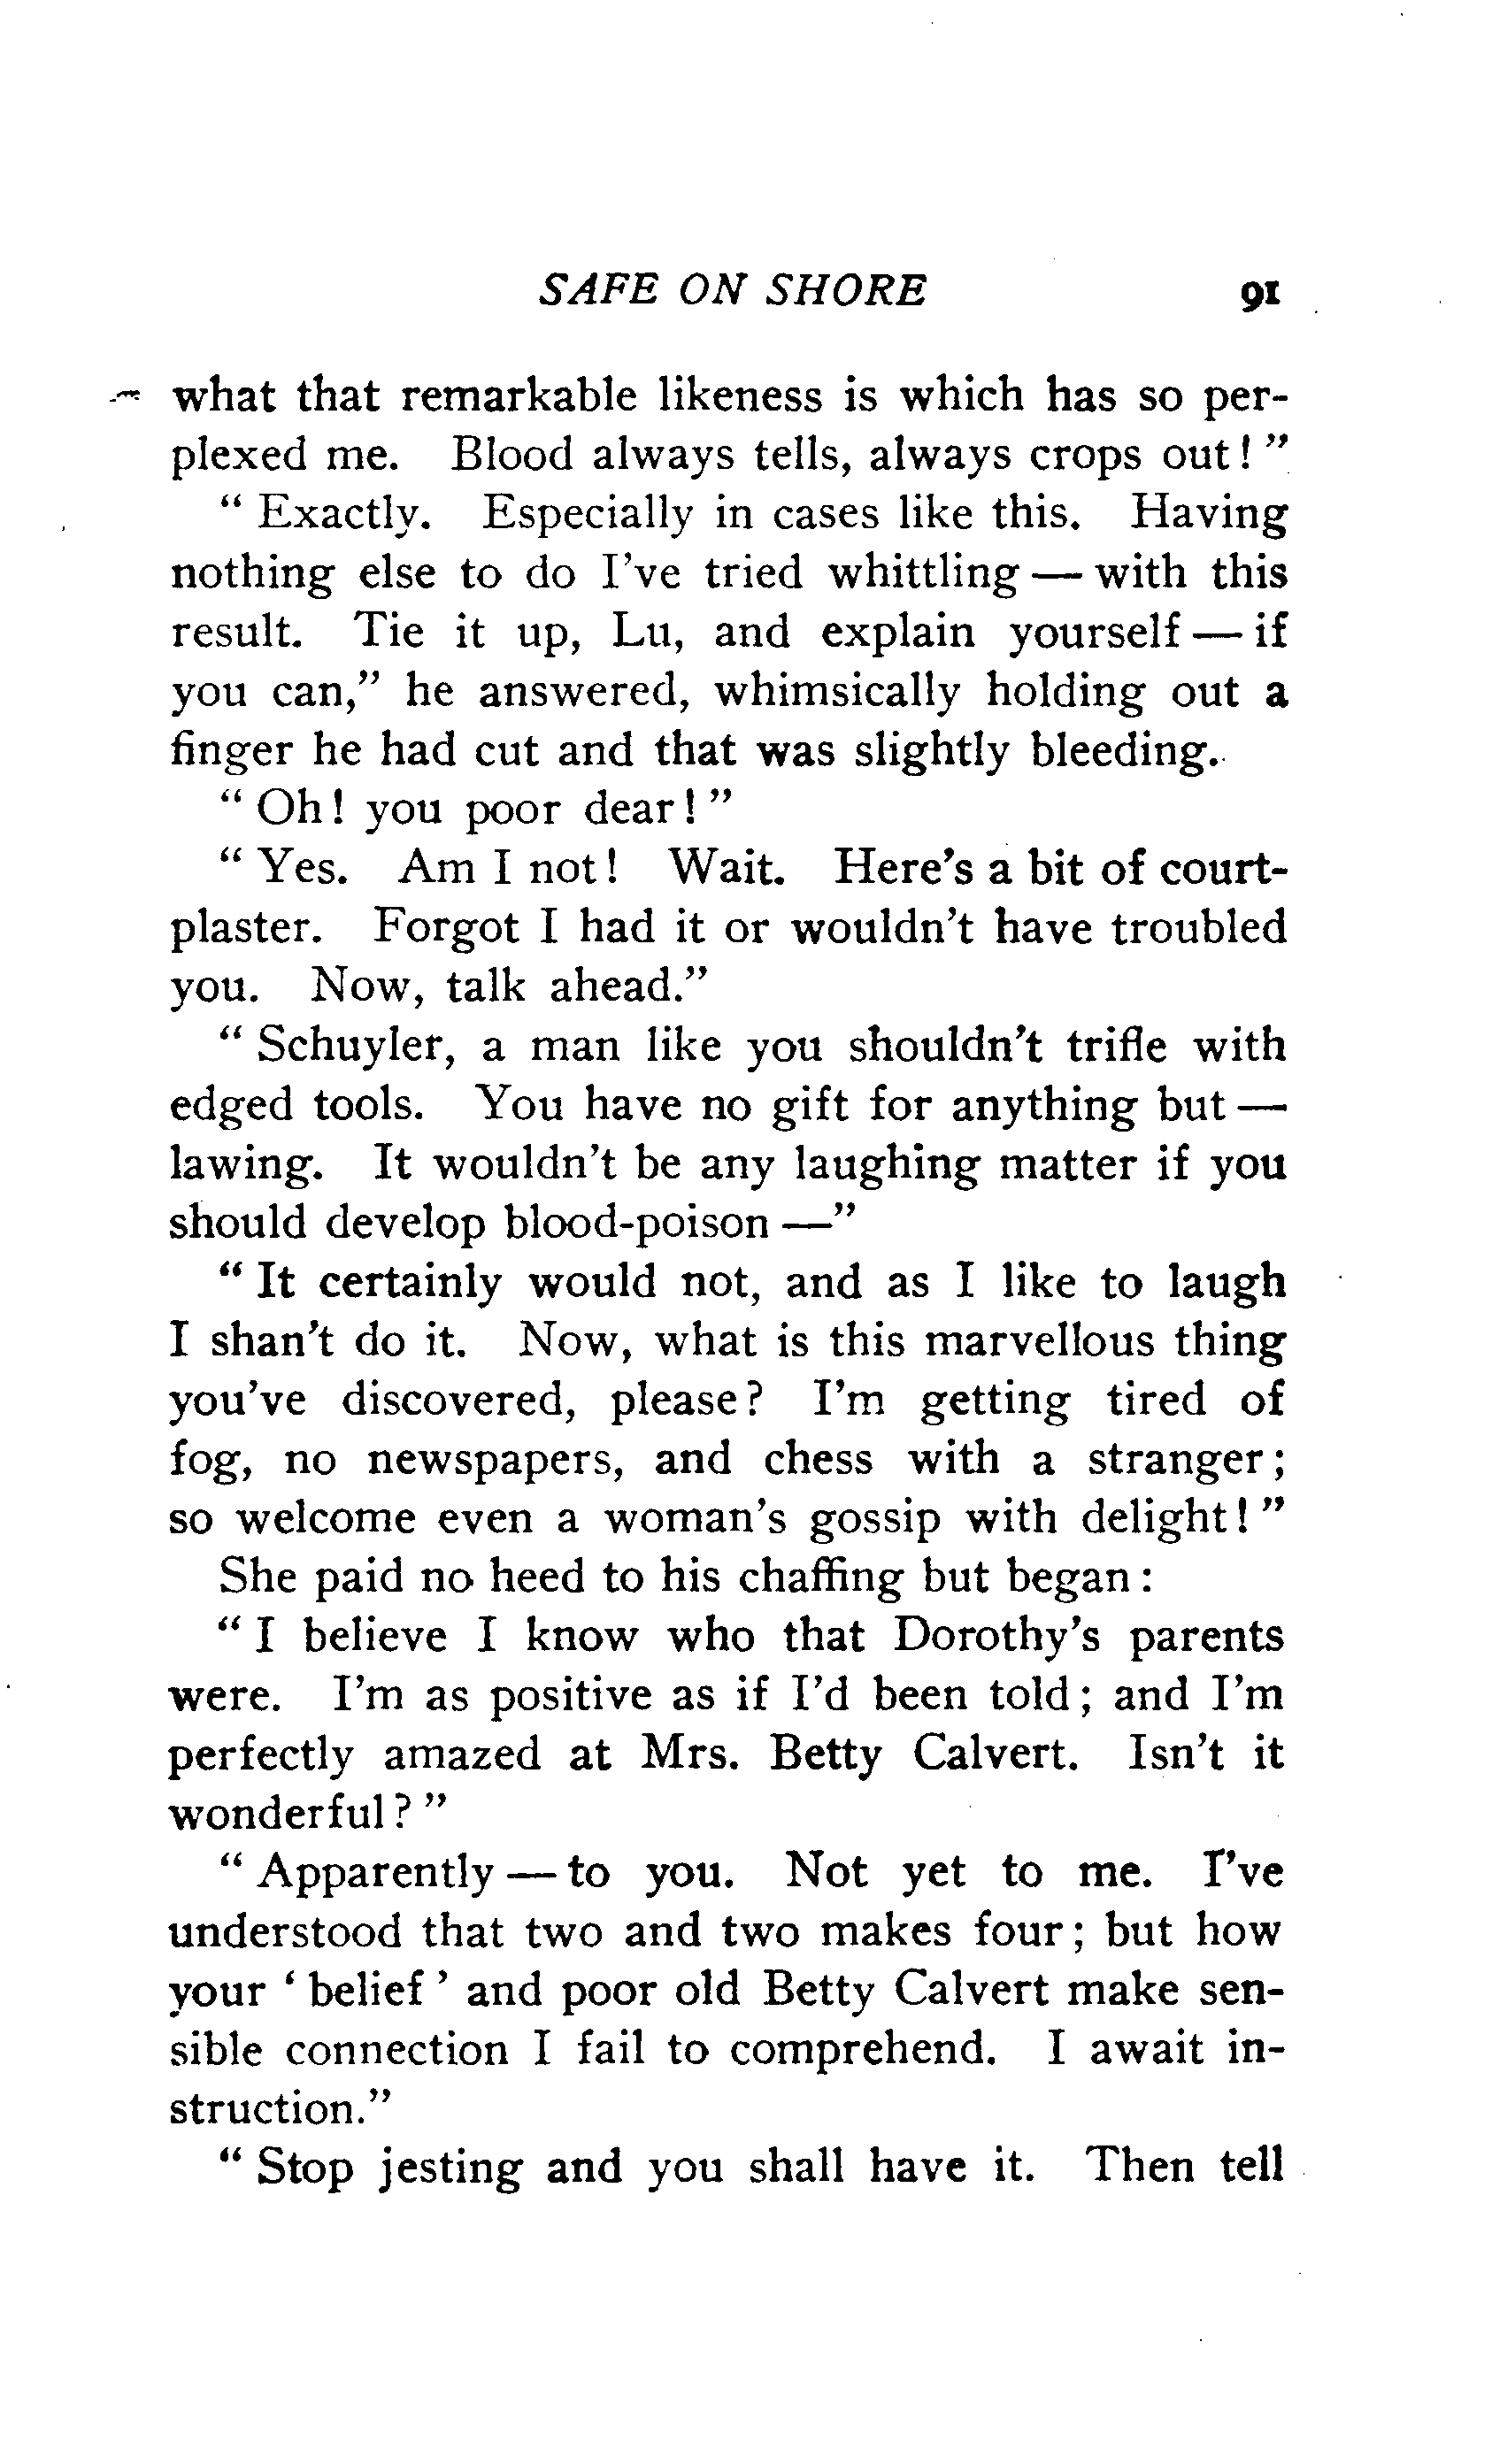 SAFE ON SHORE 91
what that remarkable likeness is which has so per-
plexed me. Blood always tells, always crops out! "
" Exactly. Especially in cases like this. Having
nothing else to do I've tried whittling — with this
result. Tie it up, Lu, and explain yourself — if
you can," he answered, whimsically holding out a
finger he had cut and that was slightly bleeding.
" Oh! you poor dear! "
" Yes. Am I not! Wait. Here's a bit of court-
plaster. Forgot I had it or wouldn't have troubled
you. Now, talk ahead."
" Schuyler, a man like you shouldn't trifle with
edged tools. You have no gift for anything but —
lawing. It wouldn't be any laughing matter if you
should develop blood-poison —"
" It certainly would not, and as I like to laugh
I shan't do it. Now, what is this marvellous thing
you've discovered, please? I'm getting tired of
fog, no newspapers, and chess with a stranger;
so welcome even a woman's gossip with delight! "
She paid no heed to his chaffing but began:
" I believe I know who that Dorothy's parents
were. I'm as positive as if I'd been told; and I'm
perfectly amazed at Mrs. Betty Calvert. Isn't it
wonderful? "
" Apparently — to you. Not yet to me. I've
understood that two and two makes four; but how
your ' belief ' and poor old Betty Calvert make sen-
sible connection I fail to comprehend. I await in-
struction."
" Stop jesting and you shall have it. Then tell